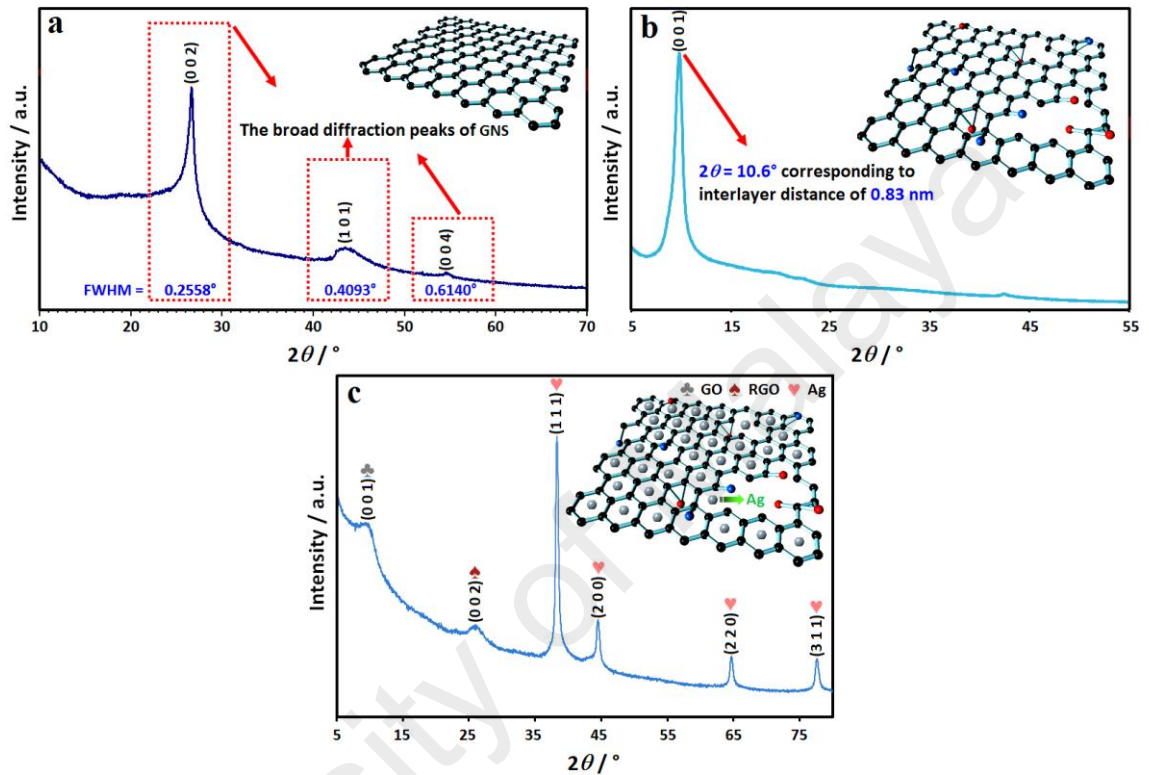 a
(0 0 2)
The broad diffraction peaks of GNS
(1 0 1)
(0 0 4)
FWHM = 0.2558° 0.4093° 0.6140°
Intensity / a.u.
10 20 30 40 50 60 70
2θ / °
b
(0 0 1)
2θ = 10.6° corresponding to
interlayer distance of 0.83 nm
Intensity / a.u.
5 15 25 35 45 55
2θ / °
c
♣ GO ♠ RGO ♥ Ag
(0 0 1)
(0 0 2)
(1 1 1)
(2 0 0)
(2 2 0)
(3 1 1)
Ag
Intensity / a.u.
5 15 25 35 45 55 65 75
2θ / °
sity of Malaya